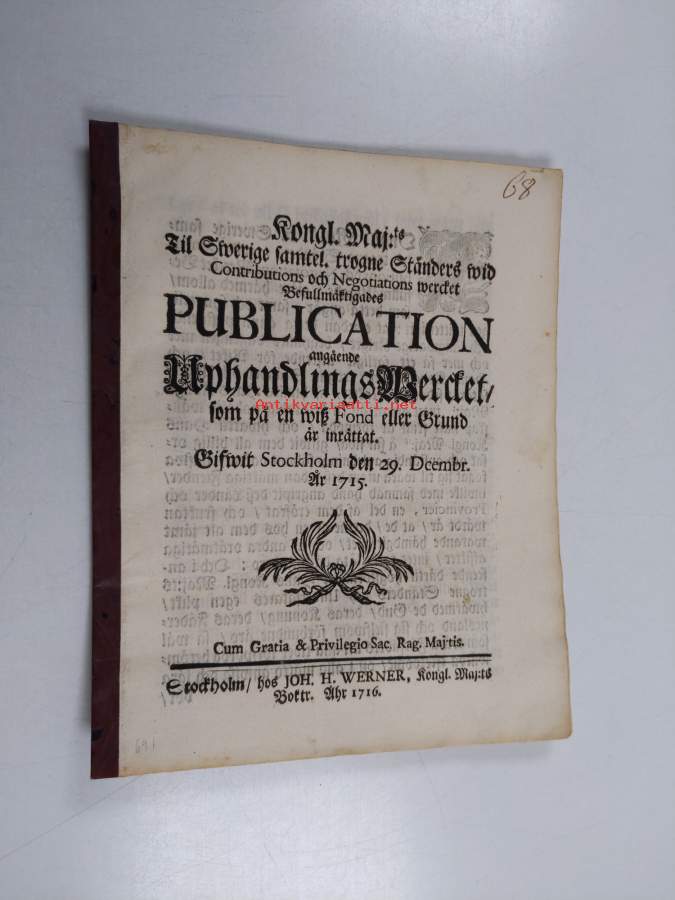 68
Kongl. Maj:ts
Til Swerige samtel. trogne Ständers wid
Contributions och Negotiations wercket
Befullmäktigades
PUBLICATION
angående
UphandlingsWercket/
Antikvariaatti.net
som på en wiß Fond eller Grund
är inrättat.
Gifwit Stockholm den 29. Dcembr.
År 1715.
Cum Gratia & Privilegio Sac. Rag. Maj:tis.
Stockholm/ hos JOH. H. WERNER, Kongl. Maj:ts
Boktr. Ahr 1716.